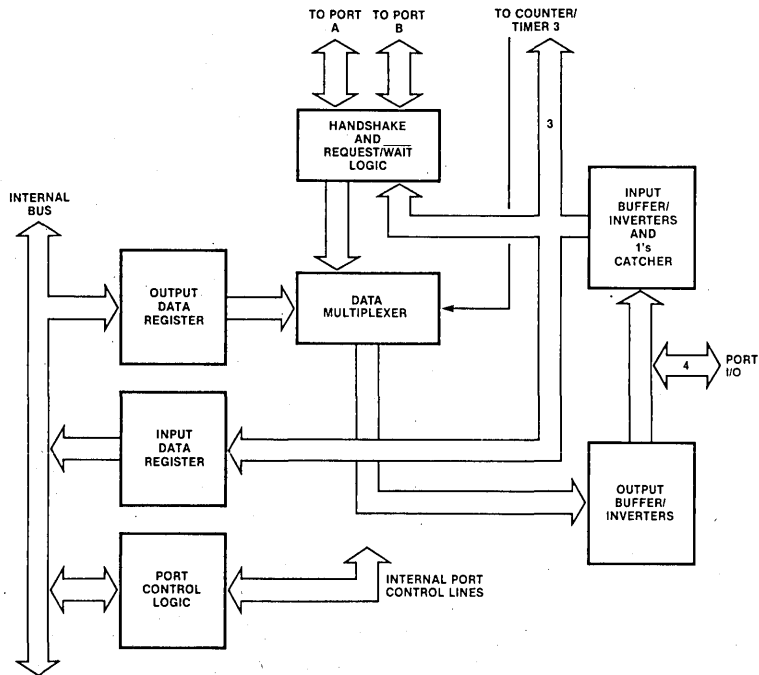 TO PORT
A
TO PORT
B
TO COUNTER/
TIMER 3
3
HANDSHAKE
AND
REQUEST/WAIT
LOGIC
INPUT
BUFFER/
INVERTERS
AND
1's
CATCHER
INTERNAL
BUS
OUTPUT
DATA
REGISTER
DATA
MULTIPLEXER
4
PORT
I/O
INPUT
DATA
REGISTER
OUTPUT
BUFFER/
INVERTERS
PORT
CONTROL
LOGIC
INTERNAL PORT
CONTROL LINES